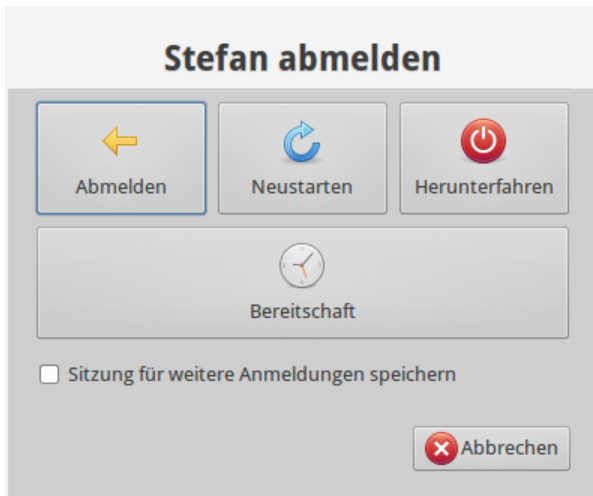 Stefan abmelden
Abmelden
Neustarten
Herunterfahren
Bereitschaft
Sitzung für weitere Anmeldungen speichern
Abbrechen